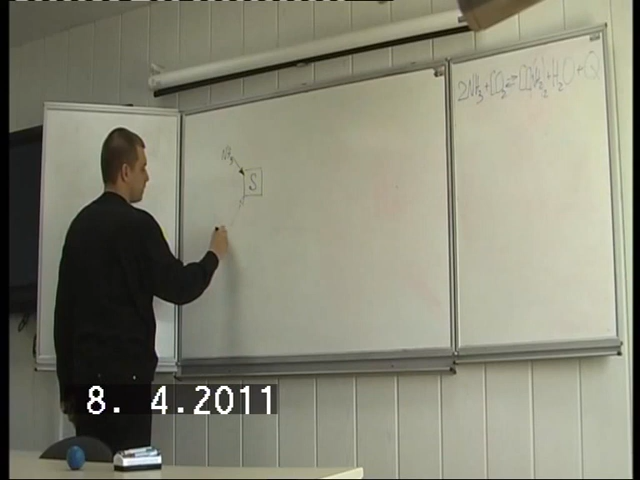 NH3
S
2NH3 + CO2 ⇌ CO(NH2)2 + H2O + Q
8. 4.2011